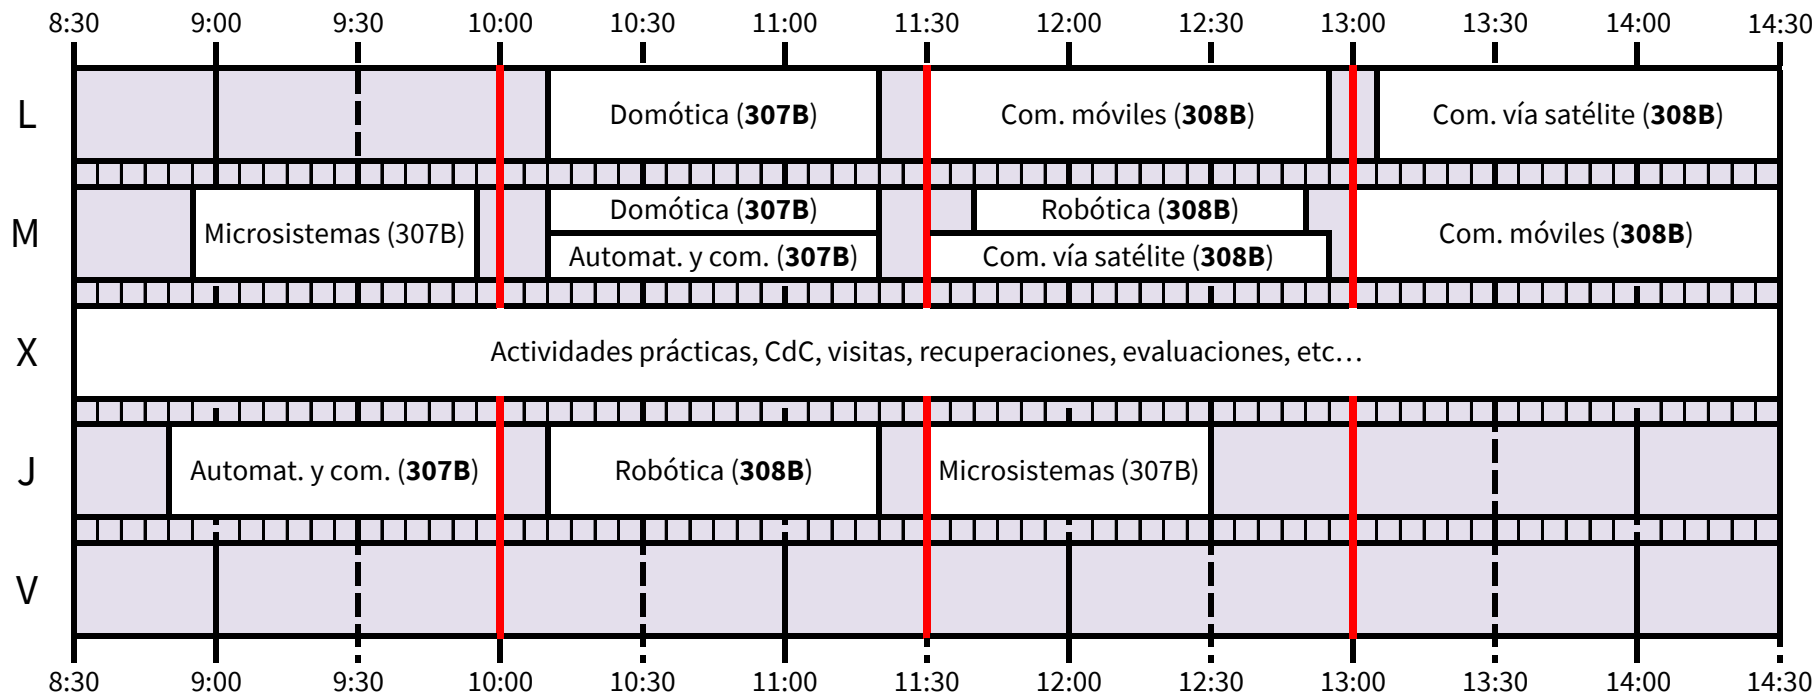 8:30 9:00 9:30 10:00 10:30 11:00 11:30 12:00 12:30 13:00 13:30 14:00 14:30
L Domótica (307B) Com. móviles (308B) Com. vía satélite (308B)
Domótica (307B) Robótica (308B)
M Microsistemas (307B) Com. móviles (308B)
Automat. y com. (307B) Com. vía satélite (308B)
X Actividades prácticas, CdC, visitas, recuperaciones, evaluaciones, etc…
J Automat. y com. (307B) Robótica (308B) Microsistemas (307B)
V
8:30 9:00 9:30 10:00 10:30 11:00 11:30 12:00 12:30 13:00 13:30 14:00 14:30